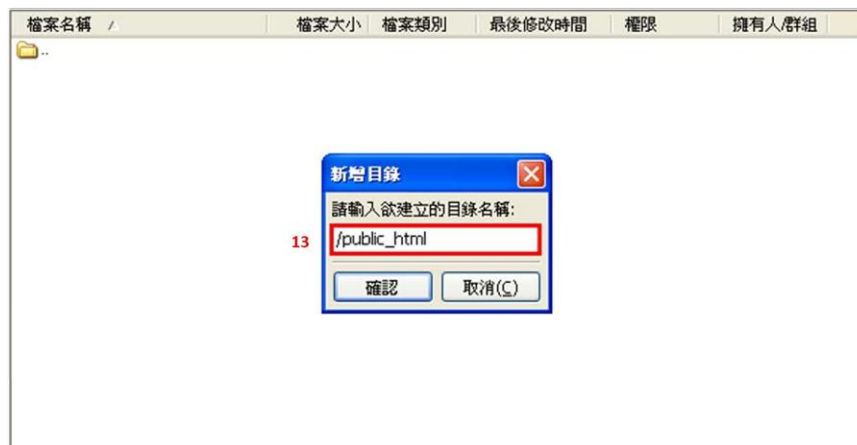 檔案名稱 檔案大小 檔案類別 最後修改時間 權限 擁有人/群組
..
新增目錄
請輸入欲建立的目錄名稱:
13 /public_html
確認 取消(C)